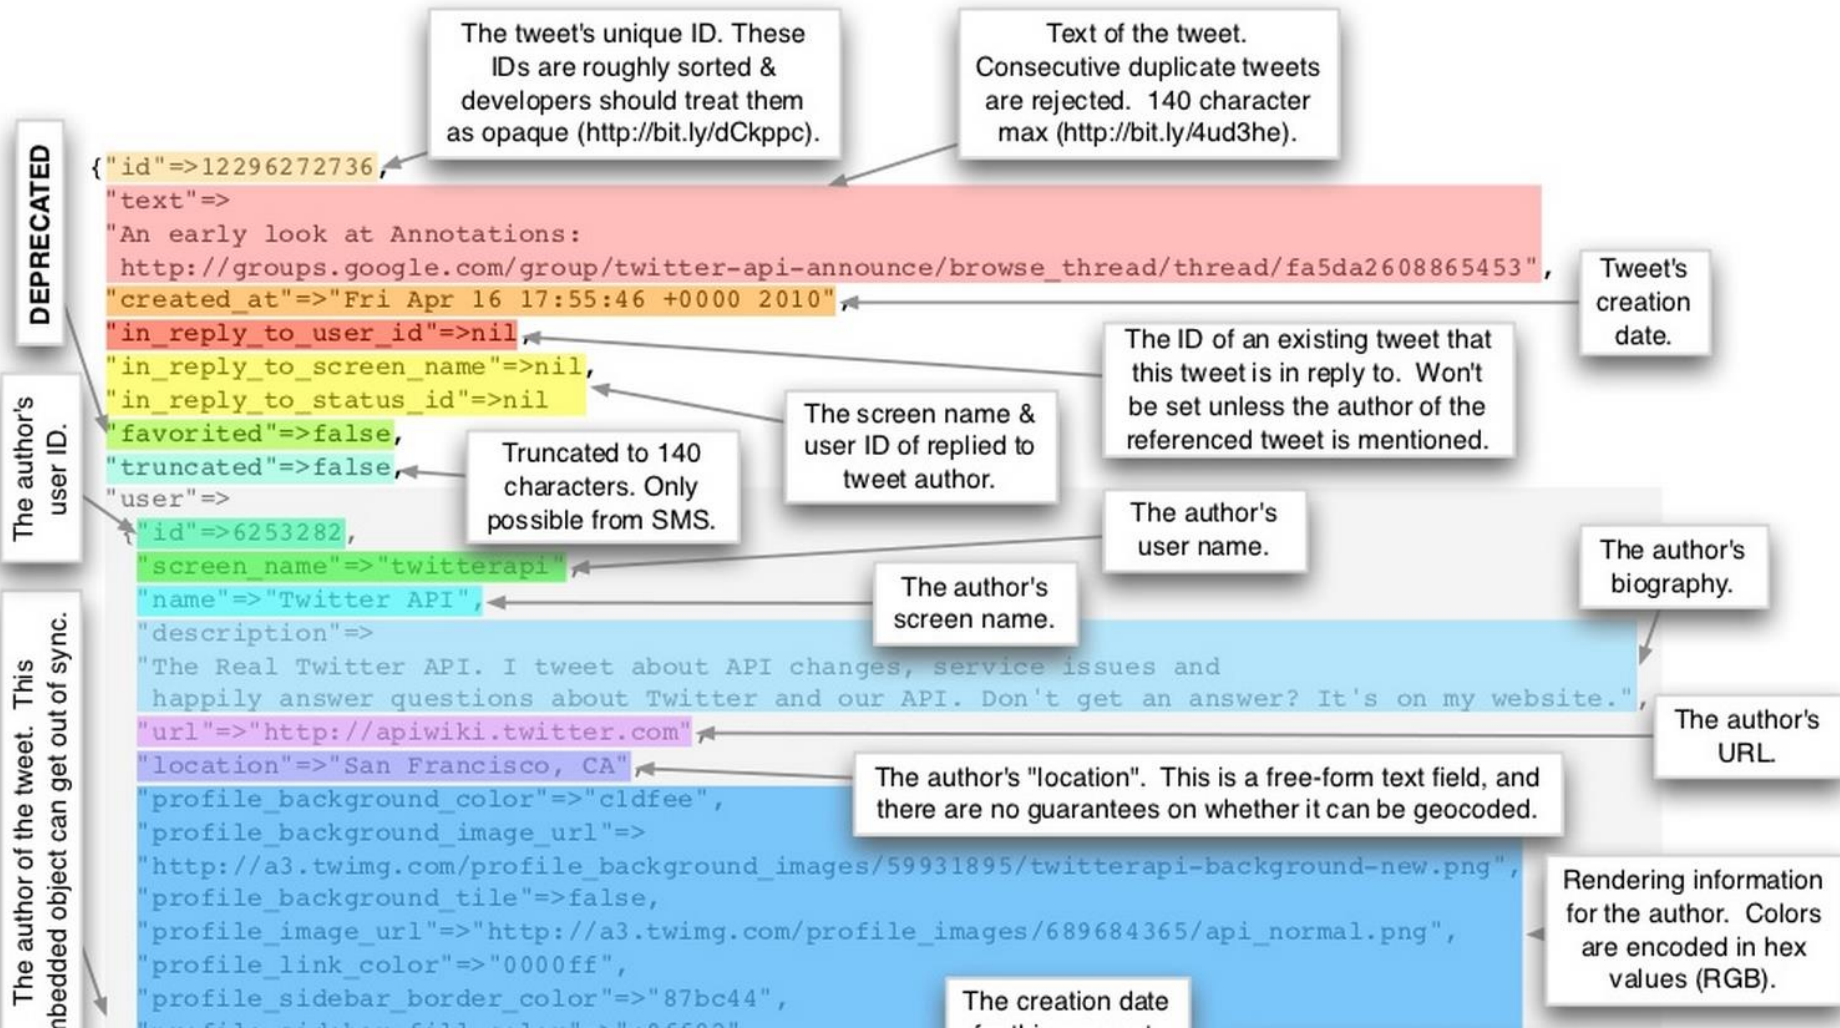 The tweet's unique ID. These
IDs are roughly sorted &
developers should treat them
as opaque (http://bit.ly/dCkppc).
Text of the tweet.
Consecutive duplicate tweets
are rejected. 140 character
max (http://bit.ly/4ud3he).
DEPRECATED
{"id"=>12296272736,
"text"=>
"An early look at Annotations:
http://groups.google.com/group/twitter-api-announce/browse_thread/thread/fa5da2608865453",
"created_at"=>"Fri Apr 16 17:55:46 +0000 2010",
Tweet's
creation
date.
"in_reply_to_user_id"=>nil,
"in_reply_to_screen_name"=>nil,
"in_reply_to_status_id"=>nil
The ID of an existing tweet that
this tweet is in reply to. Won't
be set unless the author of the
referenced tweet is mentioned.
The screen name &
user ID of replied to
tweet author.
"favorited"=>false,
"truncated"=>false,
Truncated to 140
characters. Only
possible from SMS.
The author's
user ID.
"user"=>
{"id"=>6253282,
"screen_name"=>"twitterapi",
The author's
user name.
"name"=>"Twitter API",
The author's
screen name.
The author's
biography.
"description"=>
"The Real Twitter API. I tweet about API changes, service issues and
happily answer questions about Twitter and our API. Don't get an answer? It's on my website.",
"url"=>"http://apiwiki.twitter.com",
The author's
URL.
"location"=>"San Francisco, CA",
The author's "location". This is a free-form text field, and
there are no guarantees on whether it can be geocoded.
The author of the tweet. This
mbedded object can get out of sync.
"profile_background_color"=>"c1dfee",
"profile_background_image_url"=>
"http://a3.twimg.com/profile_background_images/59931895/twitterapi-background-new.png",
"profile_background_tile"=>false,
"profile_image_url"=>"http://a3.twimg.com/profile_images/689684365/api_normal.png",
"profile_link_color"=>"0000ff",
"profile_sidebar_border_color"=>"87bc44",
Rendering information
for the author. Colors
are encoded in hex
values (RGB).
The creation date